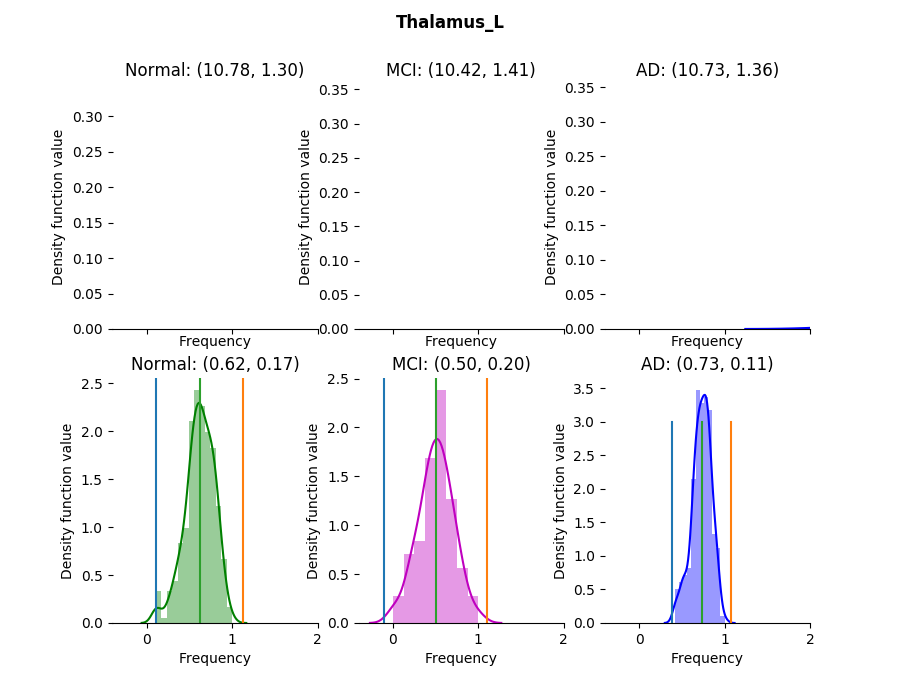 Thalamus_L
Normal: (10.78, 1.30)
MCI: (10.42, 1.41)
AD: (10.73, 1.36)
Density function value
0.30
0.25
0.20
0.15
0.10
0.05
0.00
Frequency
Density function value
0.35
0.30
0.25
0.20
0.15
0.10
0.05
0.00
Frequency
Density function value
0.35
0.30
0.25
0.20
0.15
0.10
0.05
0.00
Frequency
Normal: (0.62, 0.17)
MCI: (0.50, 0.20)
AD: (0.73, 0.11)
Density function value
2.5
2.0
1.5
1.0
0.5
0.0
0 1 2
Frequency
Density function value
2.5
2.0
1.5
1.0
0.5
0.0
0 1 2
Frequency
Density function value
3.5
3.0
2.5
2.0
1.5
1.0
0.5
0.0
0 1 2
Frequency